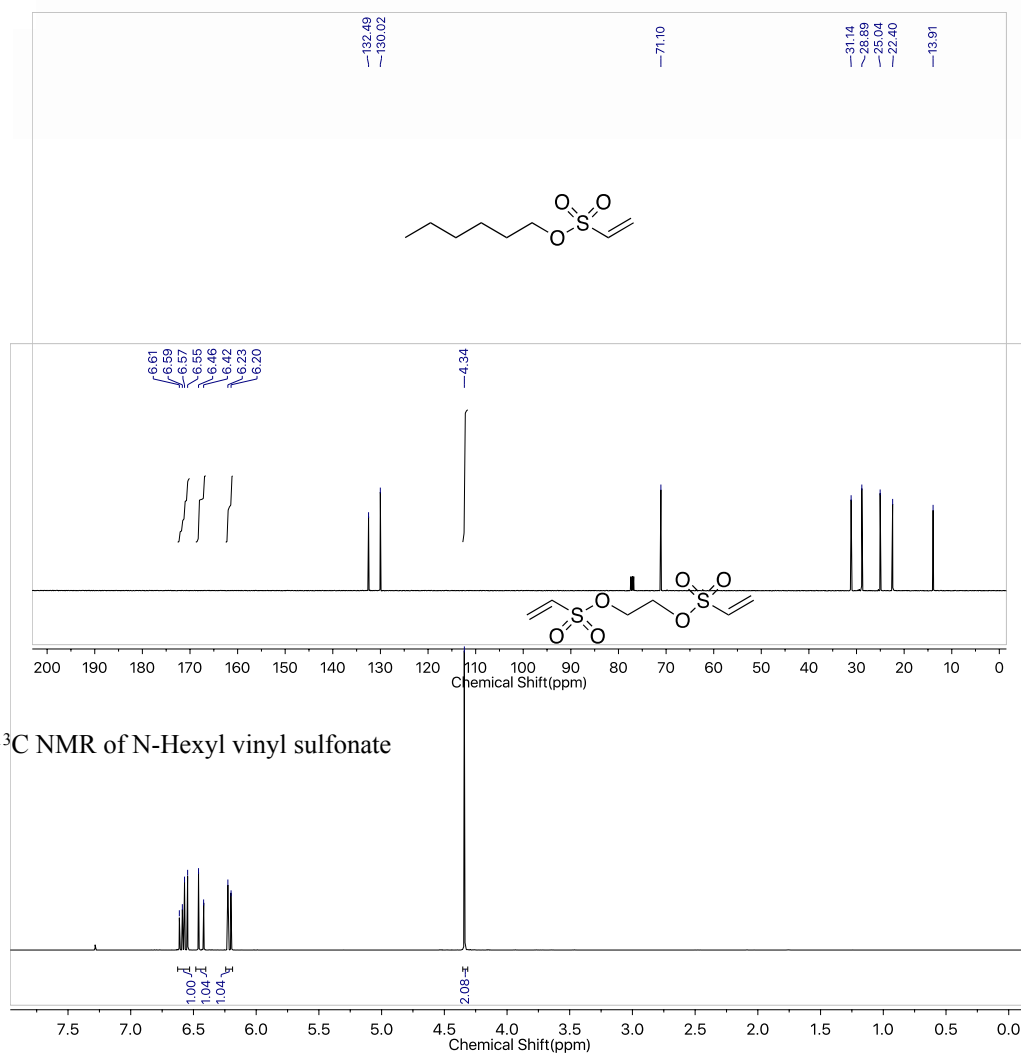 132.49
130.02
71.10
31.14
28.89
25.04
22.40
13.91
O O
S
O
6.61
6.59
6.57
6.55
6.46
6.42
6.23
6.20
4.34
O O
O S
S O
O O
200 190 180 170 160 150 140 130 120 110 100 90 80 70 60 50 40 30 20 10 0
Chemical Shift(ppm)
³C NMR of N-Hexyl vinyl sulfonate
1.00
1.04
1.04
2.08
7.5 7.0 6.5 6.0 5.5 5.0 4.5 4.0 3.5 3.0 2.5 2.0 1.5 1.0 0.5 0.0
Chemical Shift(ppm)